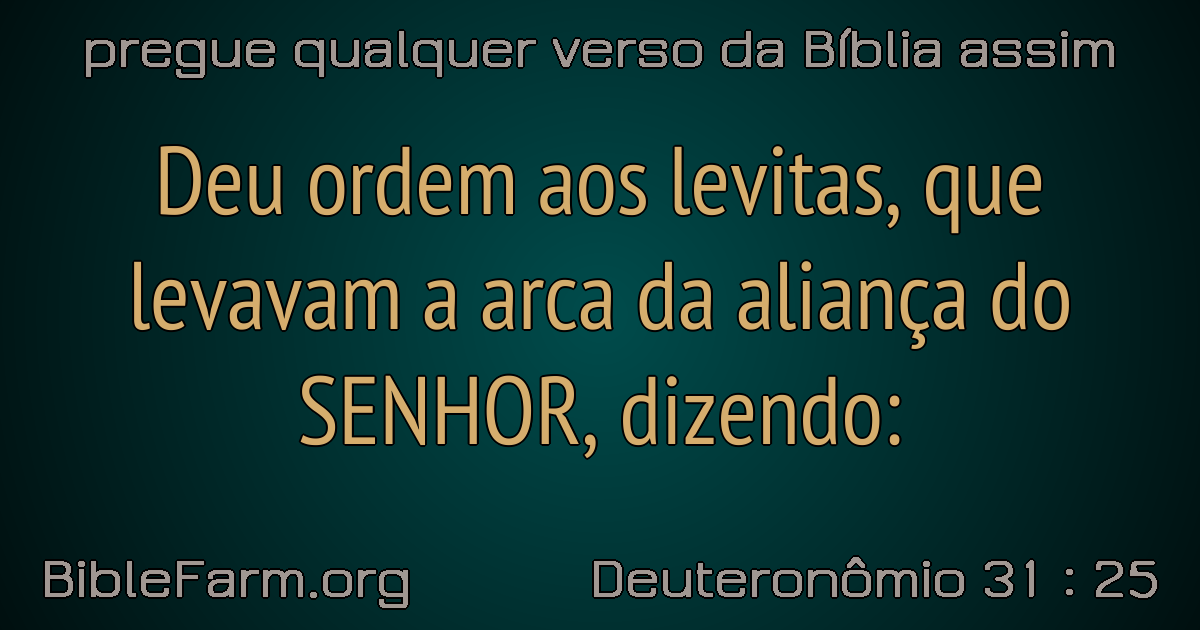 pregue qualquer verso da Bíblia assim
Deu ordem aos levitas, que
levavam a arca da aliança do
SENHOR, dizendo:
BibleFarm.org
Deuteronômio 31 : 25